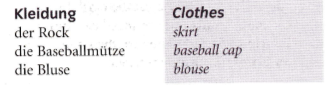 Kleidung Clothes
der Rock skirt
die Baseballmütze baseball cap
die Bluse blouse